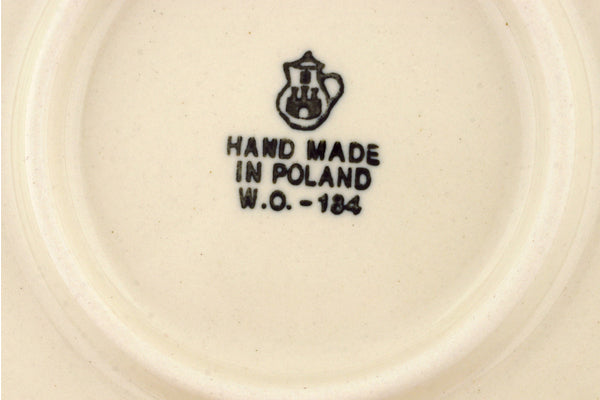 HAND MADE
IN POLAND
W.O. - 184